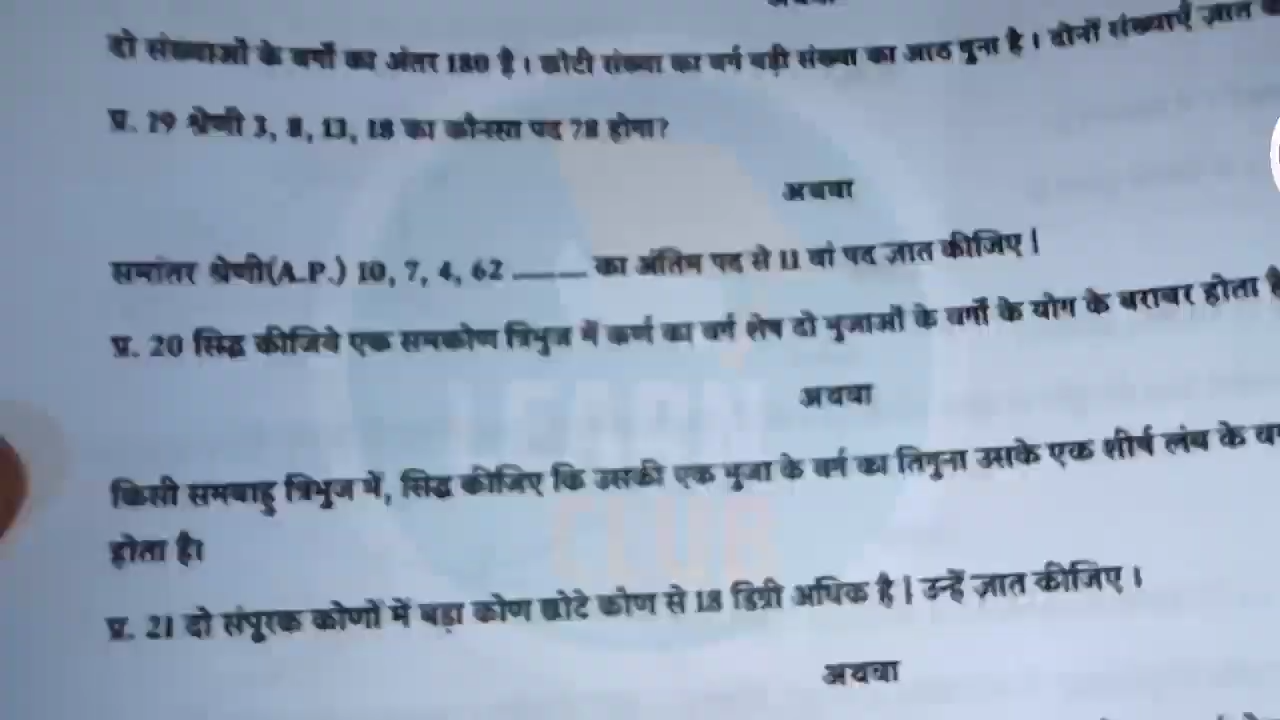 दो संख्याओं के वर्गों का अंतर 180 है। छोटी संख्या का वर्ग बड़ी संख्या का आठ गुना है। दोनों संख्याएँ ज्ञात
प्र. 19 श्रेणी 3, 8, 13, 18 का कौनसा पद 78 होगा?
अथवा
समांतर श्रेणी(A.P.) 10, 7, 4, 62 ____ का अंतिम पद से 11 वां पद ज्ञात कीजिए |
प्र. 20 सिद्ध कीजिये एक समकोण त्रिभुज में कर्ण का वर्ग शेष दो भुजाओं के वर्गों के योग के बराबर होता है
अथवा
LEARN
किसी समबाहु त्रिभुज में, सिद्ध कीजिए कि उसकी एक भुजा के वर्ग का तिगुना उसके एक शीर्ष लंब के
CLUB
होता है।
प्र. 21 दो संपूरक कोणों में बड़ा कोण छोटे कोण से 18 डिग्री अधिक है | उन्हें ज्ञात कीजिए ।
अथवा